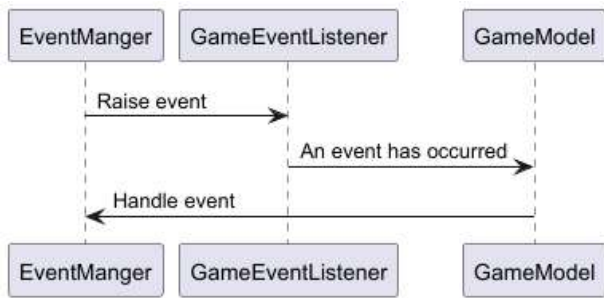 EventManger GameEventListener GameModel
Raise event
An event has occurred
Handle event
EventManger GameEventListener GameModel